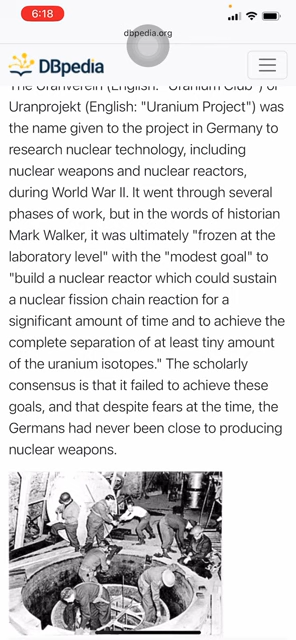 6:18
dbpedia.org
DBpedia
The Uranverein (English: "Uranium Club") or
Uranprojekt (English: "Uranium Project") was
the name given to the project in Germany to
research nuclear technology, including
nuclear weapons and nuclear reactors,
during World War II. It went through several
phases of work, but in the words of historian
Mark Walker, it was ultimately "frozen at the
laboratory level" with the "modest goal" to
"build a nuclear reactor which could sustain
a nuclear fission chain reaction for a
significant amount of time and to achieve the
complete separation of at least tiny amount
of the uranium isotopes." The scholarly
consensus is that it failed to achieve these
goals, and that despite fears at the time, the
Germans had never been close to producing
nuclear weapons.